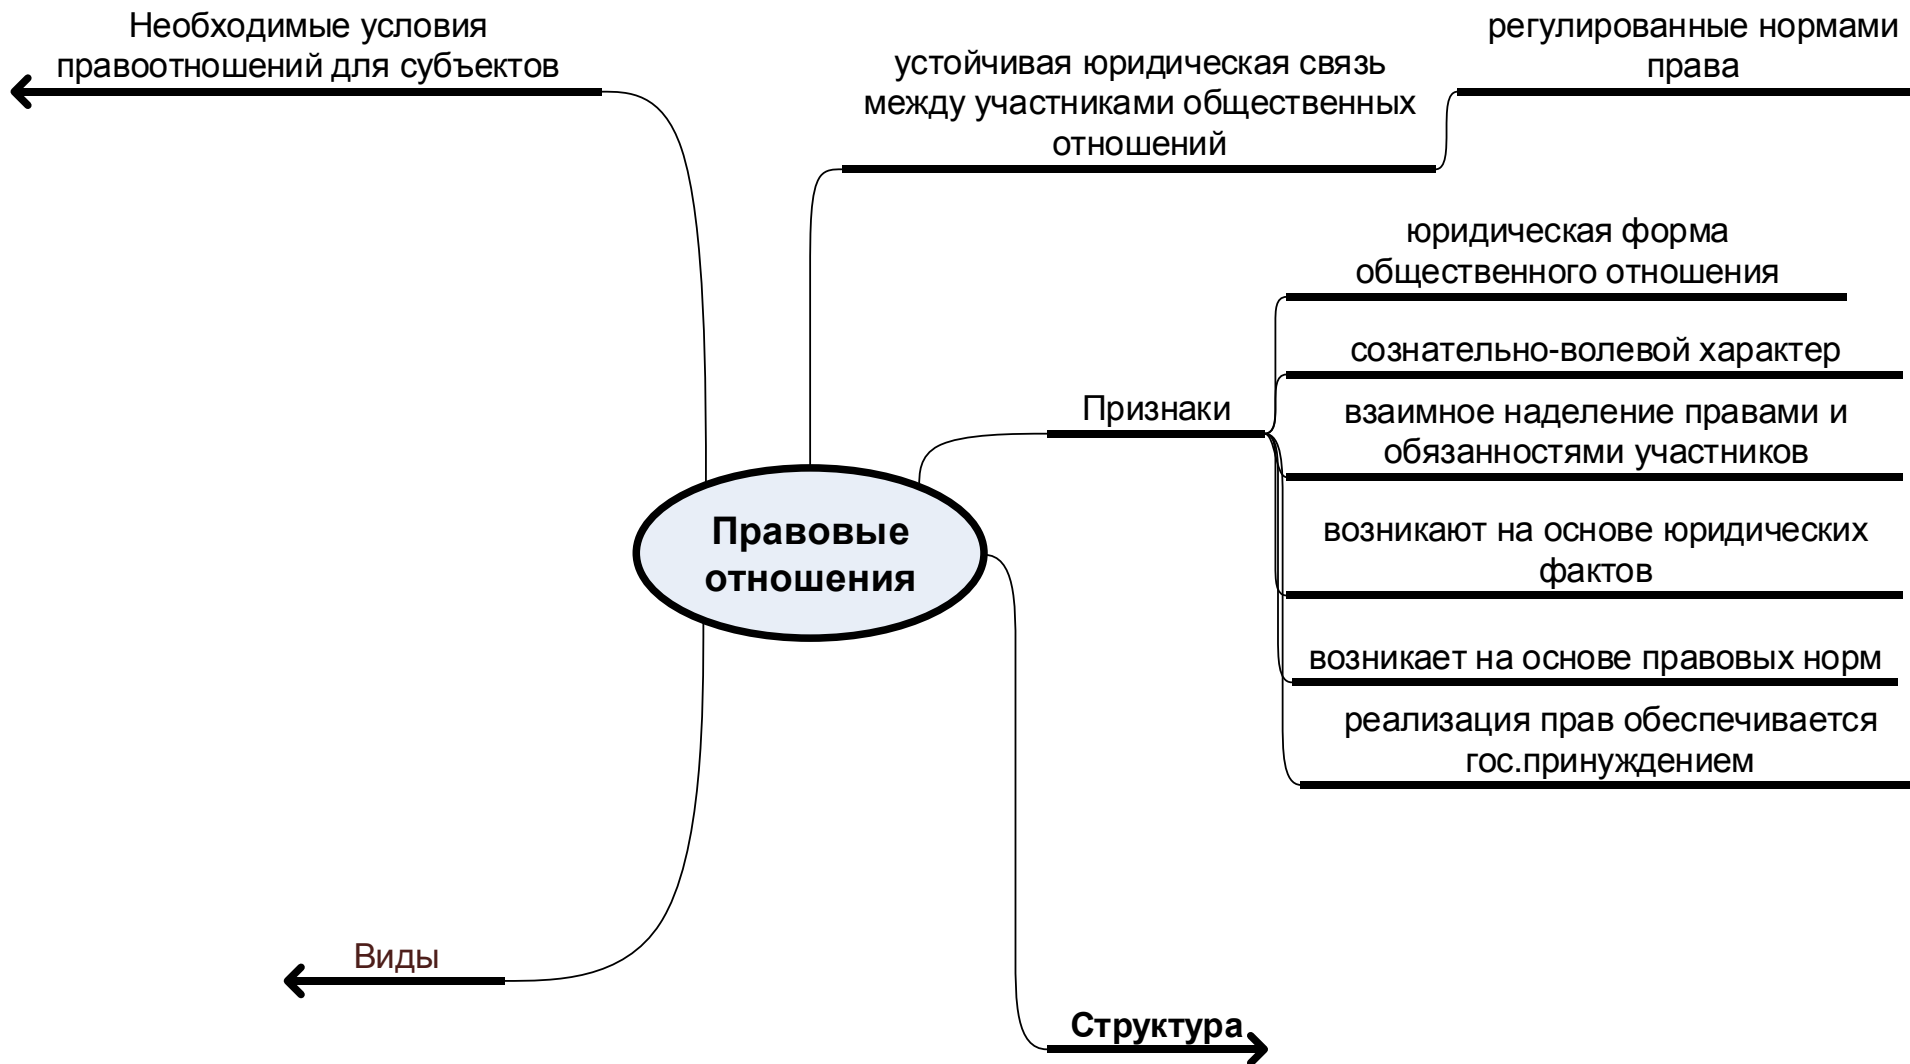 Необходимые условия
правоотношений для субъектов
устойчивая юридическая связь
между участниками общественных
отношений
регулированные нормами
права
юридическая форма
общественного отношения
сознательно-волевой характер
Признаки
взаимное наделение правами и
обязанностями участников
возникают на основе юридических
фактов
возникает на основе правовых норм
реализация прав обеспечивается
гос.принуждением
Правовые
отношения
Виды
Структура